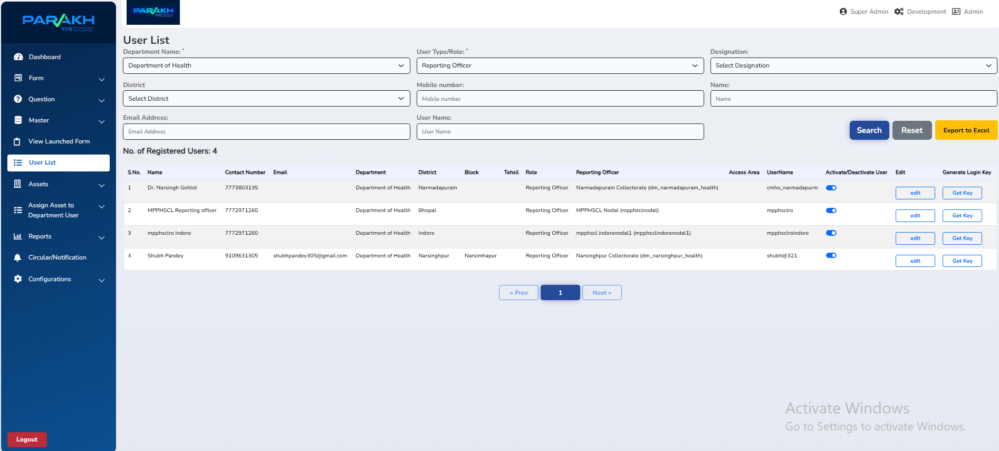 PARAKH
परख
PARAKH
Super Admin Development Admin
Dashboard
Form
Question
Master
View Launched Form
User List
Assets
Assign Asset to
Department User
Reports
Circular/Notification
Configurations
Logout
User List
Department Name: * User Type/Role: * Designation:
Department of Health Reporting Officer Select Designation
District Mobile number: Name:
Select District Mobile number Name
Email Address: User Name:
Email Address User Name Search Reset Export to Excel
No. of Registered Users: 4
S.No. Name Contact Number Email Department District Block Tehsil Role Reporting Officer Access Area UserName Activate/Deactivate User Edit Generate Login Key
1 Dr. Narsingh Gehlot 7773803135 Department of Health Narmadapuram Reporting Officer Narmadapuram Collectorate (dm_narmadapuram_health) cmho_narmadapurm edit Get Key
2 MPPHSCL Reporting officer 7772971260 Department of Health Bhopal Reporting Officer MPPHSCL Nodal (mpphsclnodal) mpphsclro edit Get Key
3 mpphsclro indore 7772971260 Department of Health Indore Reporting Officer mpphscl indorenodal1 (mpphsclindorenodal1) mpphsclroindore edit Get Key
4 Shubh Pandey 9109631305 shubhpandey305@gmail.com Department of Health Narsinghpur Narsimhapur Reporting Officer Narsinghpur Collectorate (dm_narsinghpur_health) shubh@321 edit Get Key
« Prev 1 Next »
Activate Windows
Go to Settings to activate Windows.